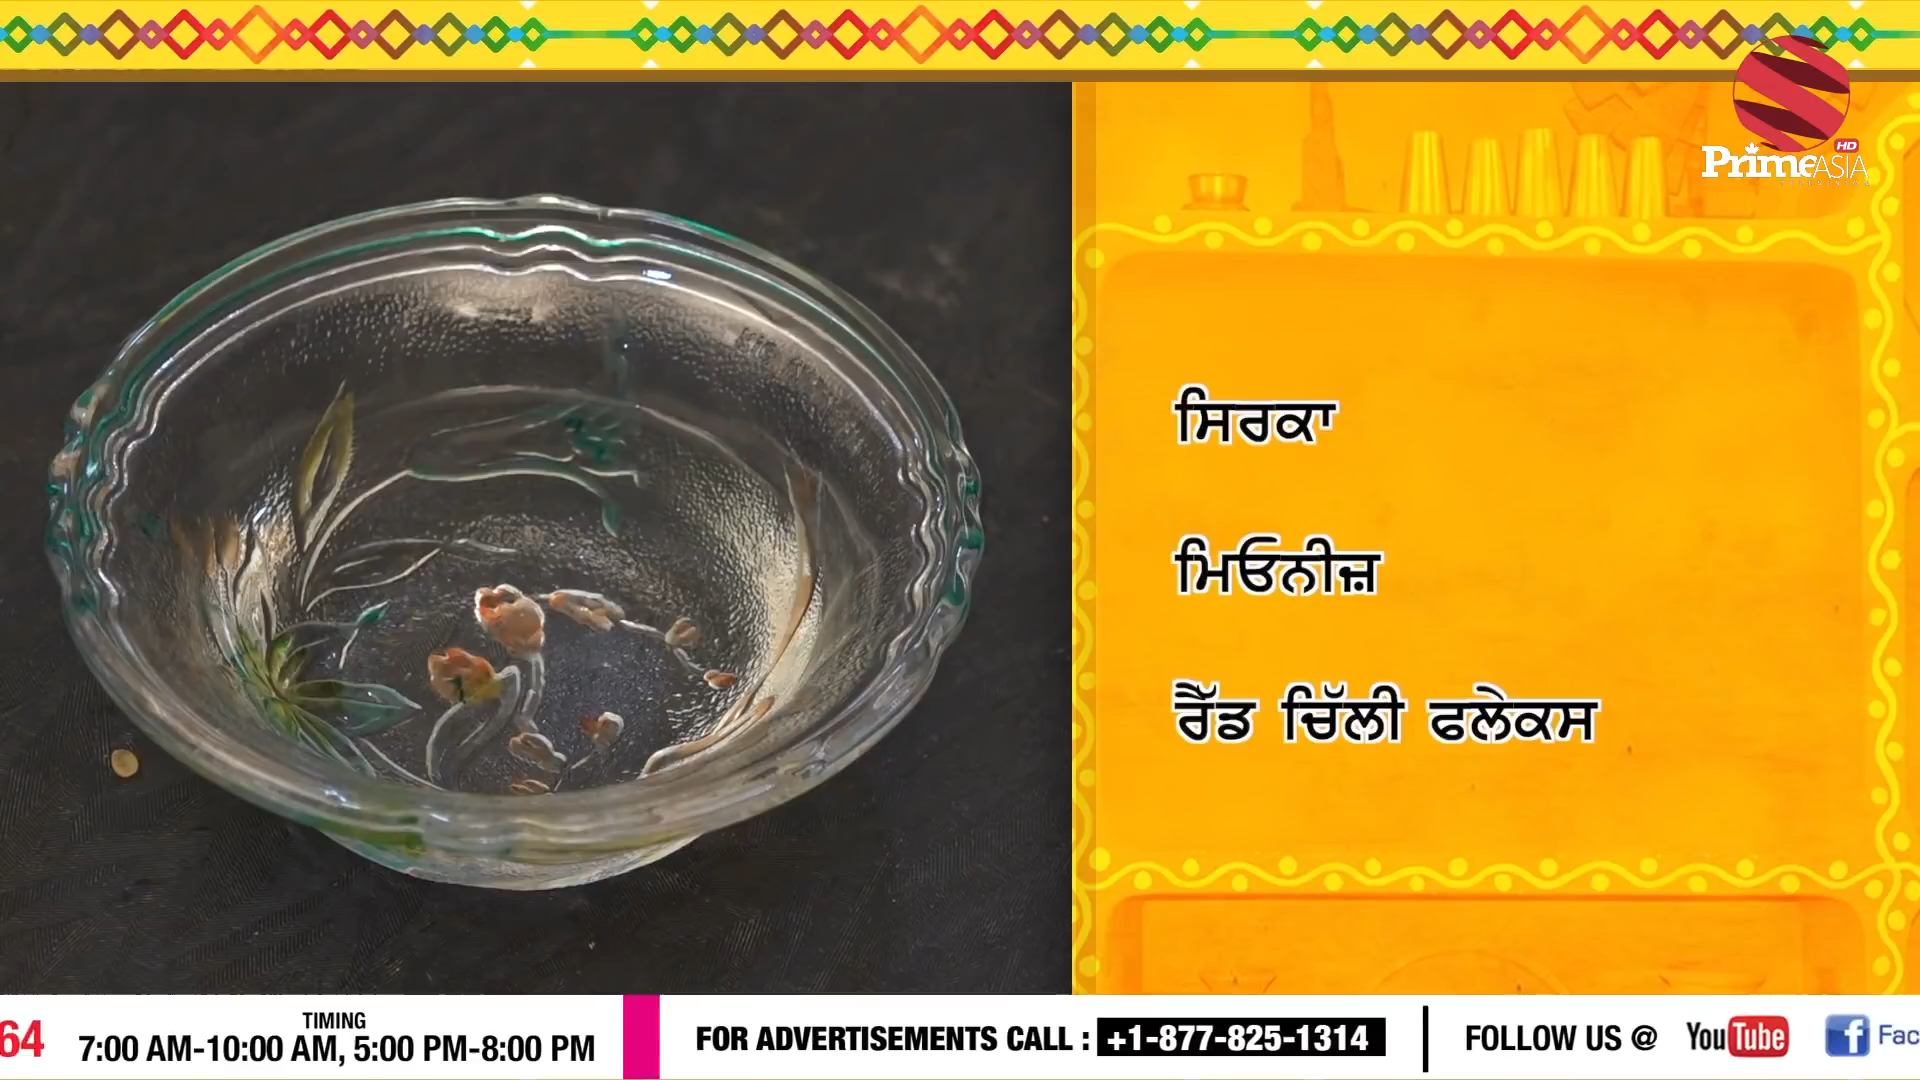 HD
PrimeASIA
TELEVISION
ਸਿਰਕਾ
ਮਿਓਨੀਜ਼
ਰੈੱਡ ਚਿੱਲੀ ਫਲੇਕਸ
64
TIMING
7:00 AM-10:00 AM, 5:00 PM-8:00 PM
FOR ADVERTISEMENTS CALL : +1-877-825-1314
FOLLOW US @ YouTube f Fac